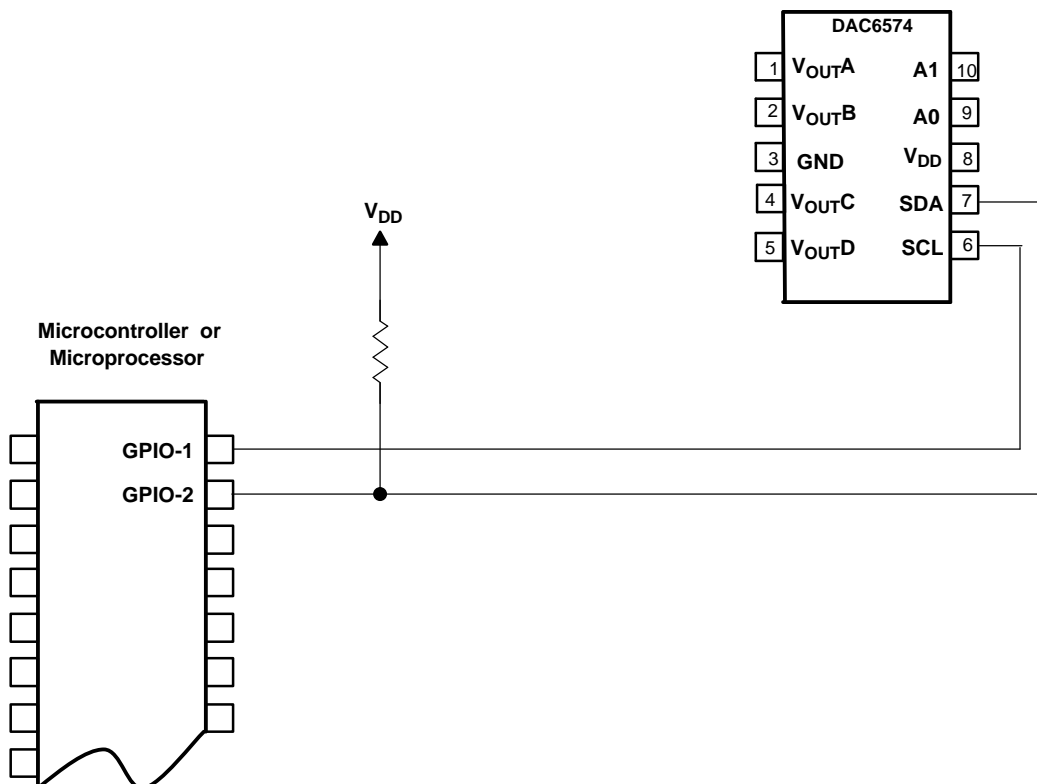 DAC6574
1 VOUTA A1 10
2 VOUTB A0 9
3 GND VDD 8
4 VOUTC SDA 7
5 VOUTD SCL 6
VDD
Microcontroller or
Microprocessor
GPIO-1
GPIO-2